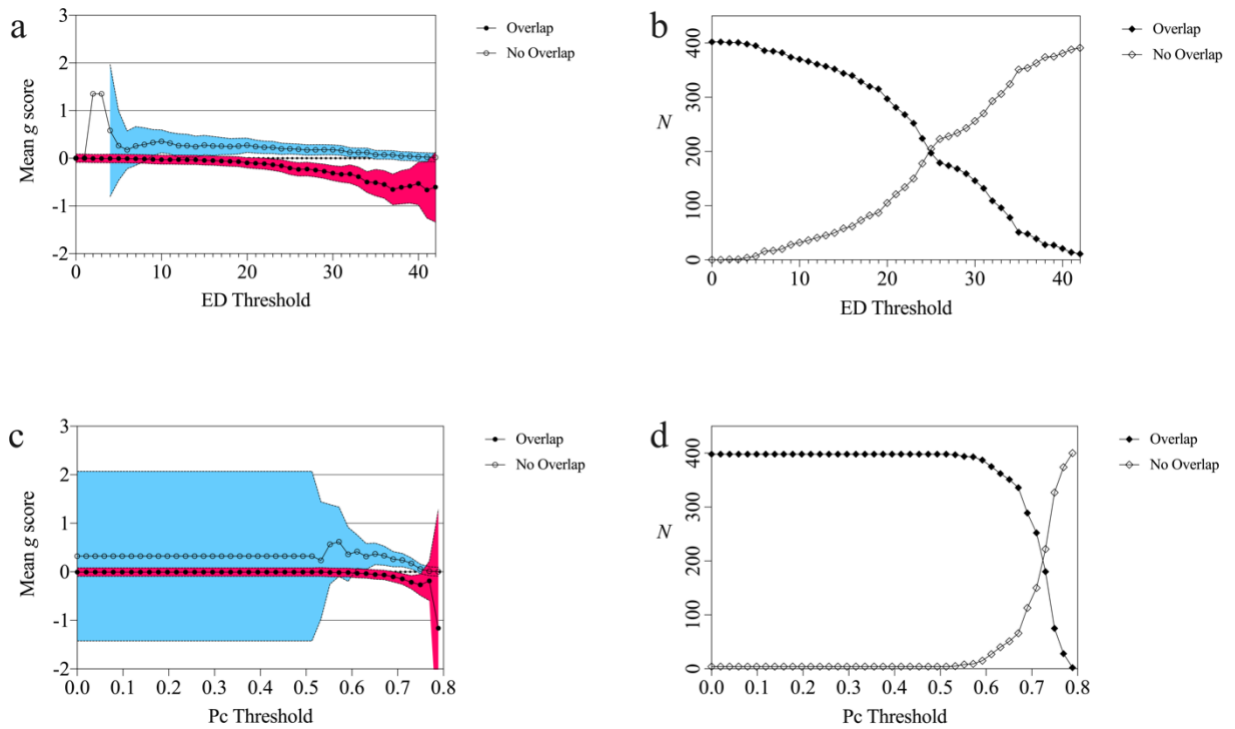 a
3
2
1
0
-1
-2
Mean g score
0 10 20 30 40
ED Threshold
Overlap
No Overlap
b
400
300
200
100
0
N
0 10 20 30 40
ED Threshold
Overlap
No Overlap
c
3
2
1
0
-1
-2
Mean g score
0.0 0.1 0.2 0.3 0.4 0.5 0.6 0.7 0.8
Pc Threshold
Overlap
No Overlap
d
400
300
200
100
0
N
0.0 0.1 0.2 0.3 0.4 0.5 0.6 0.7 0.8
Pc Threshold
Overlap
No Overlap